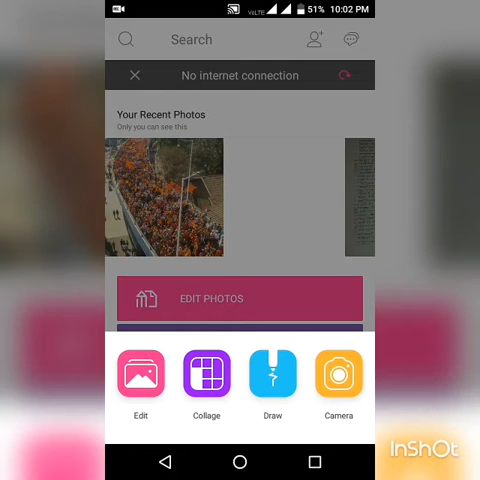 VoLTE 51% 10:02 PM
Search
No internet connection
Your Recent Photos
Only you can see this
EDIT PHOTOS
Edit Collage Draw Camera
InShOt